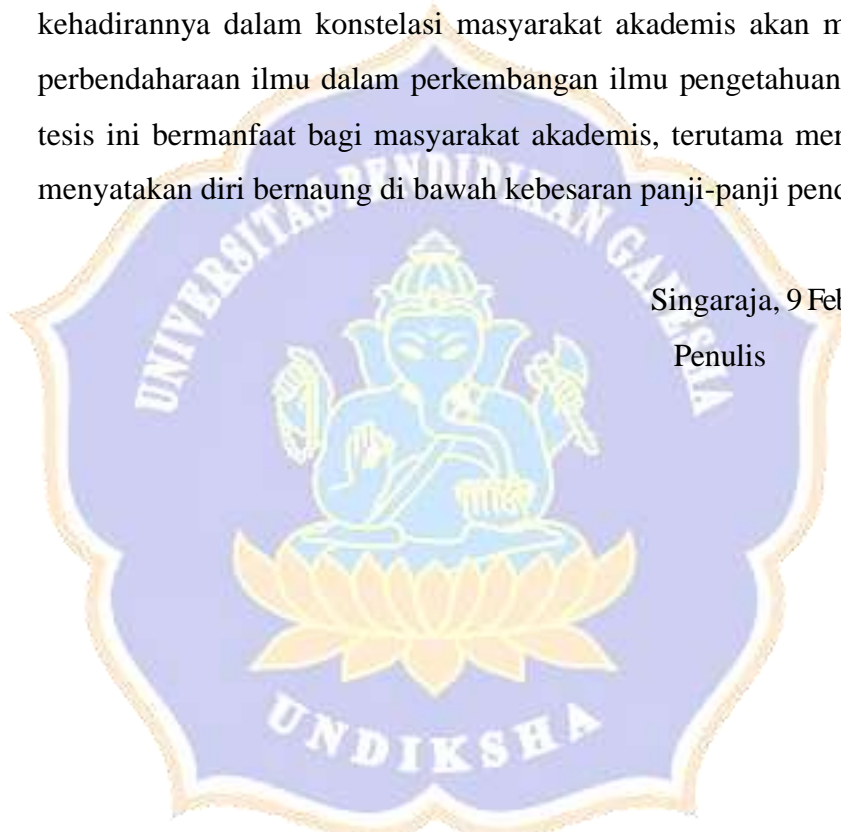 kehadirannya dalam konstelasi masyarakat akademis akan
perbendaharaan ilmu dalam perkembangan ilmu pengetahuan
tesis ini bermanfaat bagi masyarakat akademis, terutama
menyatakan diri bernaung di bawah kebesaran panji-panji
Singaraja, 9
Penulis
UNIVERSITAS PENDIDIKAN GANESHA
UNDIKSHA